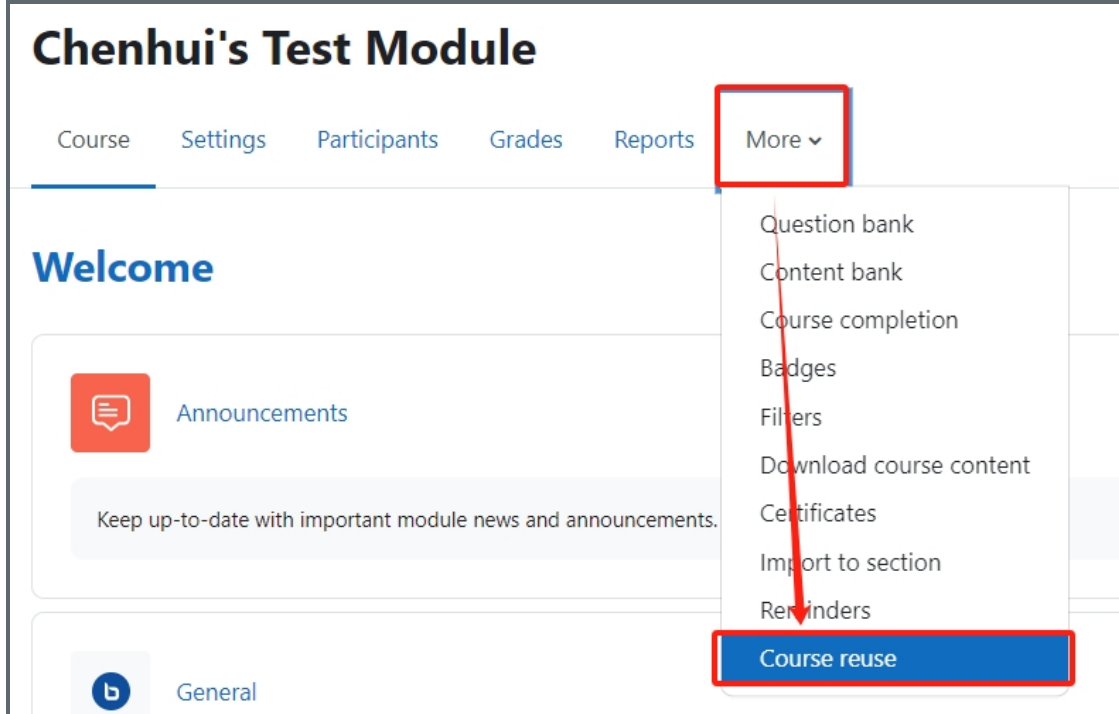 Chenhui's Test Module
Course Settings Participants Grades Reports More
Question bank
Content bank
Course completion
Badges
Filters
Download course content
Certificates
Import to section
Reminders
Course reuse
Welcome
Announcements
Keep up-to-date with important module news and announcements.
b
General